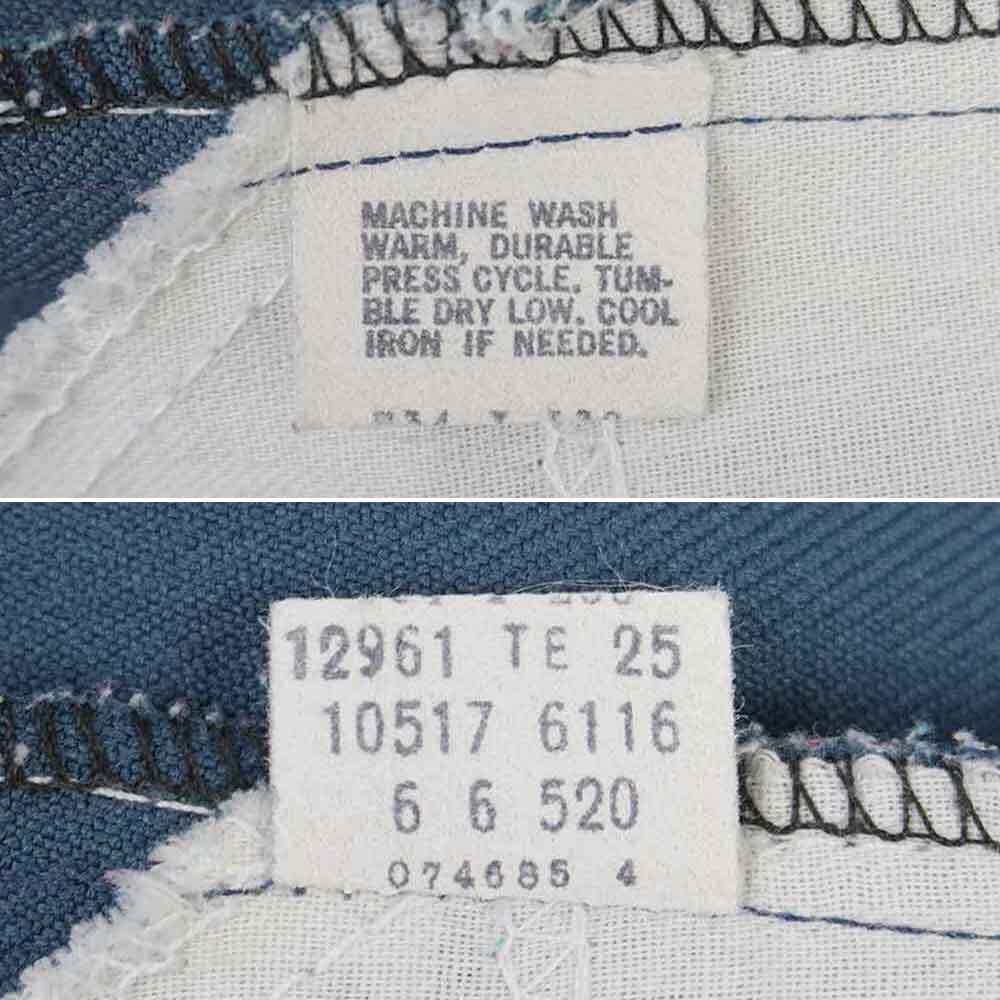 MACHINE WASH
WARM, DURABLE
PRESS CYCLE. TUM-
BLE DRY LOW. COOL
IRON IF NEEDED.
12961 TE 25
10517 6116
6 6 520
074685 4